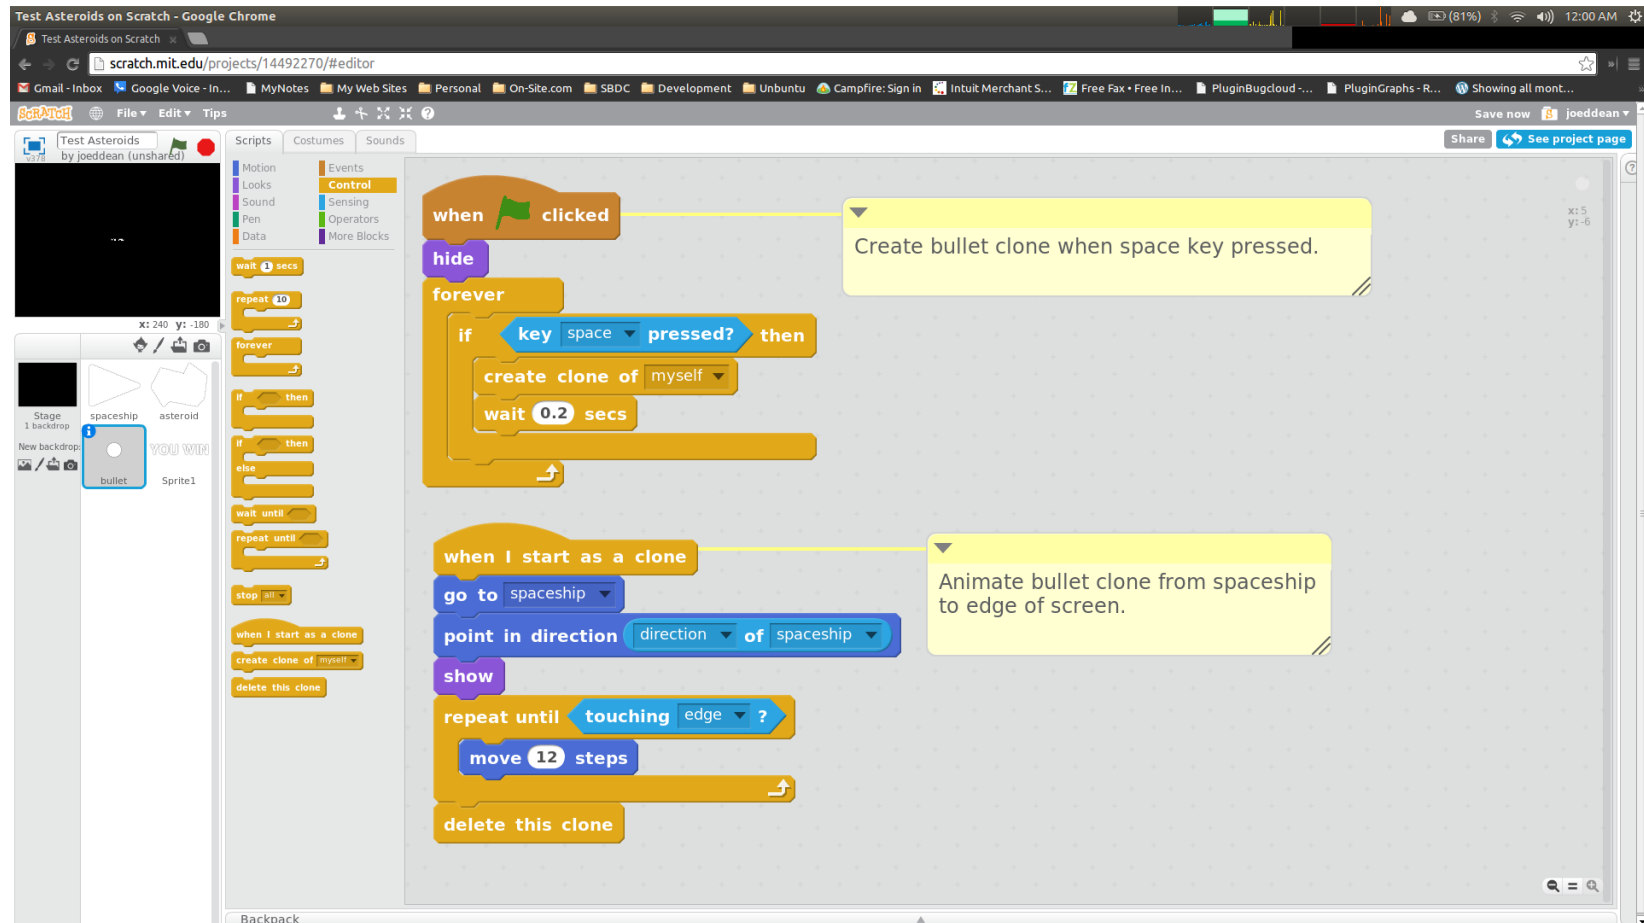 Test Asteroids on Scratch - Google Chrome
(81%) 12:00 AM
Test Asteroids on Scratch
scratch.mit.edu/projects/14492270/#editor
Gmail - Inbox Google Voice - In... MyNotes My Web Sites Personal On-Site.com SBDC Development Unbuntu Campfire: Sign in Intuit Merchant S... Free Fax • Free In... PluginBugcloud -... PluginGraphs - R... Showing all mont...
SCRATCH File Edit Tips Save now joeddean
Test Asteroids
by joeddean (unshared)
v378
Scripts Costumes Sounds
Share See project page
Motion Events
Looks Control
Sound Sensing
Pen Operators
Data More Blocks
x: 240 y: -180
Stage
1 backdrop
New backdrop:
spaceship asteroid
YOU WIN
bullet Sprite1
wait 1 secs
repeat 10
forever
if then
if then
else
wait until
repeat until
stop all
when I start as a clone
create clone of myself
delete this clone
when clicked
hide
forever
if key space pressed? then
create clone of myself
wait 0.2 secs
Create bullet clone when space key pressed.
x: 5
y: -6
when I start as a clone
go to spaceship
point in direction direction of spaceship
show
repeat until touching edge ?
move 12 steps
delete this clone
Animate bullet clone from spaceship
to edge of screen.
Backpack